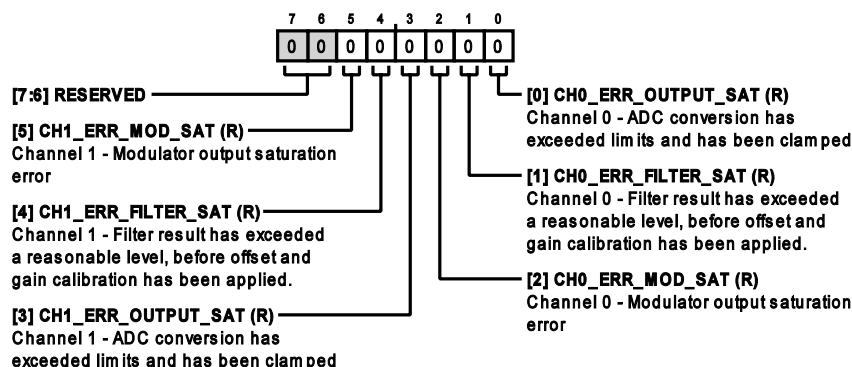 7 6 5 4 3 2 1 0
0 0 0 0 0 0 0 0
[7:6] RESERVED
[5] CH1_ERR_MOD_SAT (R)
Channel 1 - Modulator output saturation
error
[4] CH1_ERR_FILTER_SAT (R)
Channel 1 - Filter result has exceeded
a reasonable level, before offset and
gain calibration has been applied.
[3] CH1_ERR_OUTPUT_SAT (R)
Channel 1 - ADC conversion has
exceeded limits and has been clamped
[0] CH0_ERR_OUTPUT_SAT (R)
Channel 0 - ADC conversion has
exceeded limits and has been clamped
[1] CH0_ERR_FILTER_SAT (R)
Channel 0 - Filter result has exceeded
a reasonable level, before offset and
gain calibration has been applied.
[2] CH0_ERR_MOD_SAT (R)
Channel 0 - Modulator output saturation
error